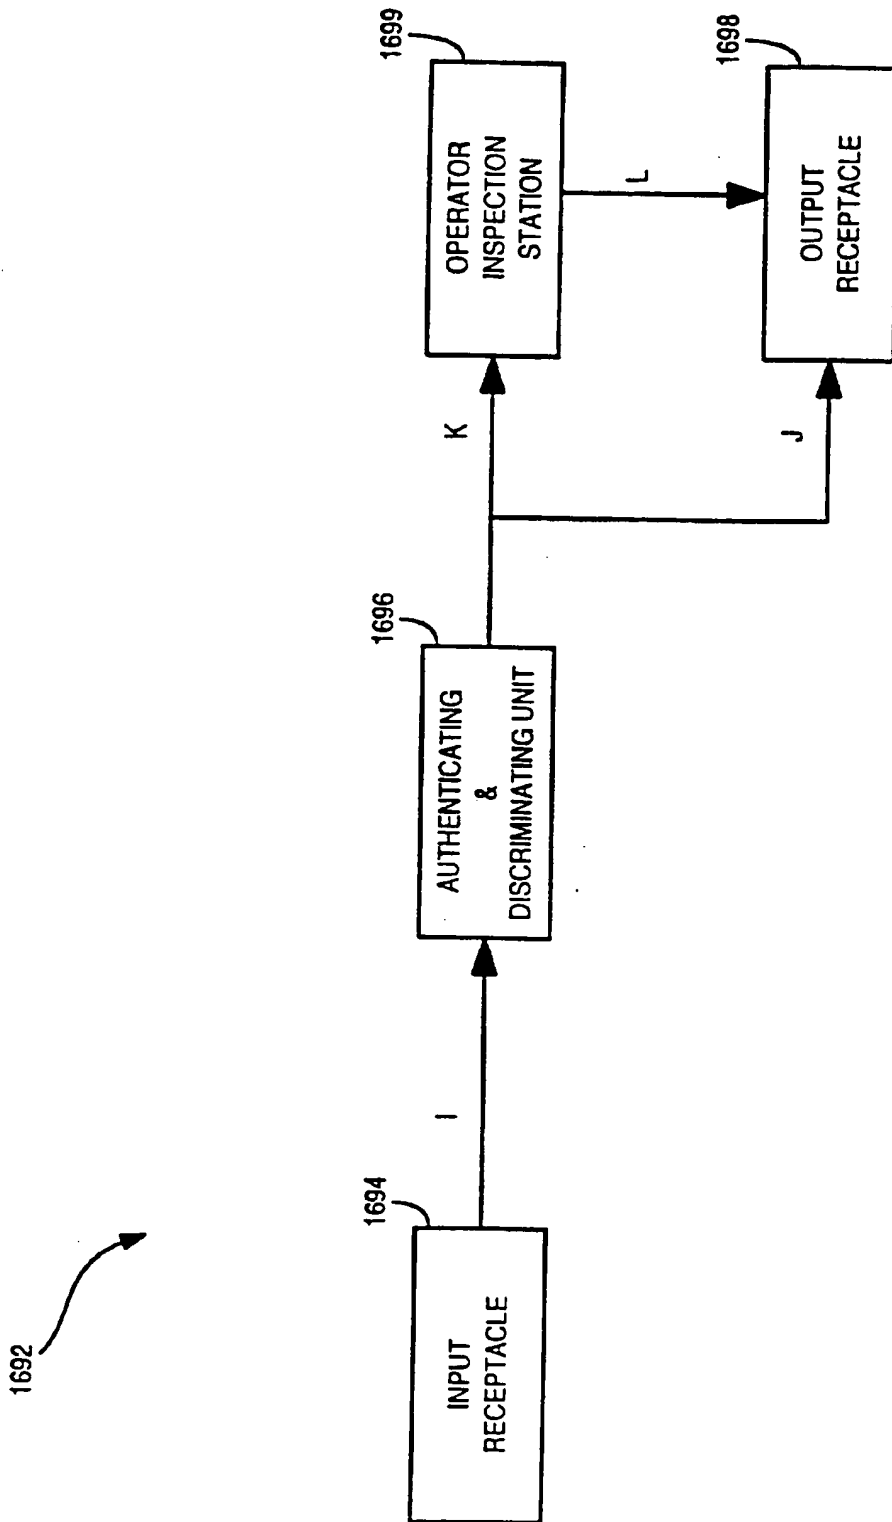 1692
1694
INPUT
RECEPTACLE
I
1696
AUTHENTICATING
&
DISCRIMINATING UNIT
K
J
1699
OPERATOR
INSPECTION
STATION
L
1698
OUTPUT
RECEPTACLE